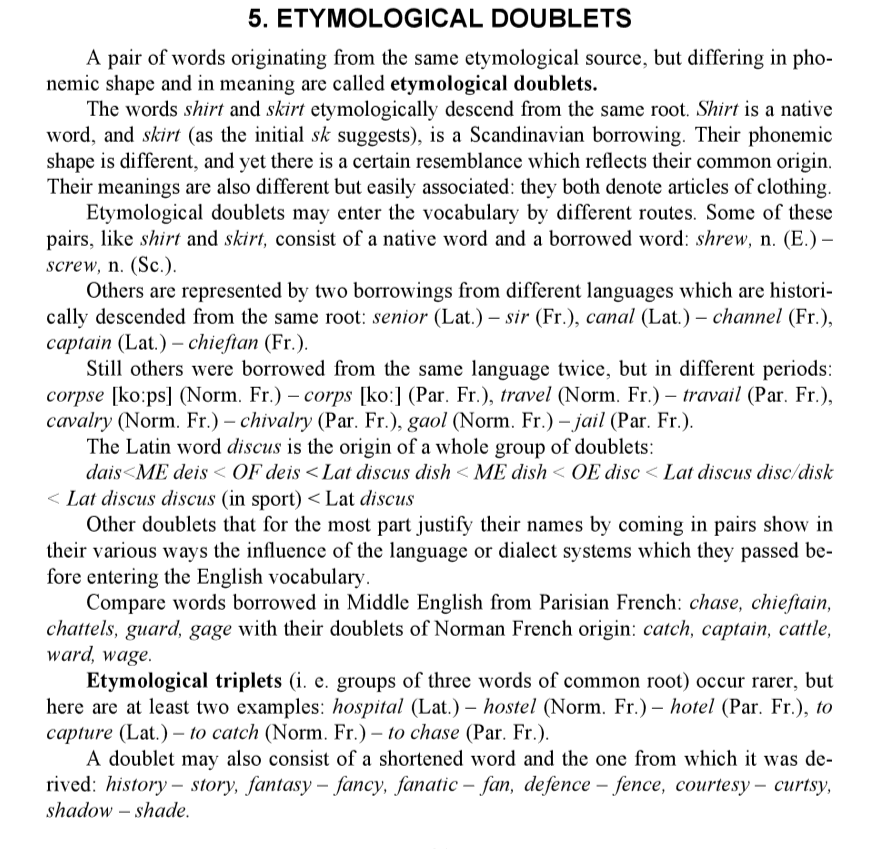 5. ETYMOLOGICAL DOUBLETS
A pair of words originating from the same etymological source, but differing in pho-
nemic shape and in meaning are called etymological doublets.
The words shirt and skirt etymologically descend from the same root. Shirt is a native
word, and skirt (as the initial sk suggests), is a Scandinavian borrowing. Their phonemic
shape is different, and yet there is a certain resemblance which reflects their common origin.
Their meanings are also different but easily associated: they both denote articles of clothing.
Etymological doublets may enter the vocabulary by different routes. Some of these
pairs, like shirt and skirt, consist of a native word and a borrowed word: shrew, n. (E.) –
screw, n. (Sc.).
Others are represented by two borrowings from different languages which are histori-
cally descended from the same root: senior (Lat.) – sir (Fr.), canal (Lat.) – channel (Fr.),
captain (Lat.) – chieftan (Fr.).
Still others were borrowed from the same language twice, but in different periods:
corpse [ko:ps] (Norm. Fr.) – corps [ko:] (Par. Fr.), travel (Norm. Fr.) – travail (Par. Fr.),
cavalry (Norm. Fr.) – chivalry (Par. Fr.), gaol (Norm. Fr.) – jail (Par. Fr.).
The Latin word discus is the origin of a whole group of doublets:
dais<ME deis < OF deis < Lat discus dish < ME dish < OE disc < Lat discus disc/disk
< Lat discus discus (in sport) < Lat discus
Other doublets that for the most part justify their names by coming in pairs show in
their various ways the influence of the language or dialect systems which they passed be-
fore entering the English vocabulary.
Compare words borrowed in Middle English from Parisian French: chase, chieftain,
chattels, guard, gage with their doublets of Norman French origin: catch, captain, cattle,
ward, wage.
Etymological triplets (i. e. groups of three words of common root) occur rarer, but
here are at least two examples: hospital (Lat.) – hostel (Norm. Fr.) – hotel (Par. Fr.), to
capture (Lat.) – to catch (Norm. Fr.) – to chase (Par. Fr.).
A doublet may also consist of a shortened word and the one from which it was de-
rived: history – story, fantasy – fancy, fanatic – fan, defence – fence, courtesy – curtsy,
shadow – shade.